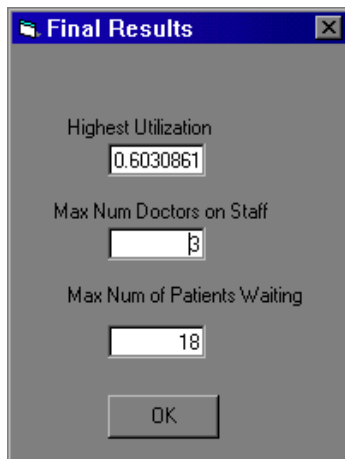 Final Results
Highest Utilization
0.6030861
Max Num Doctors on Staff
3
Max Num of Patients Waiting
18
OK